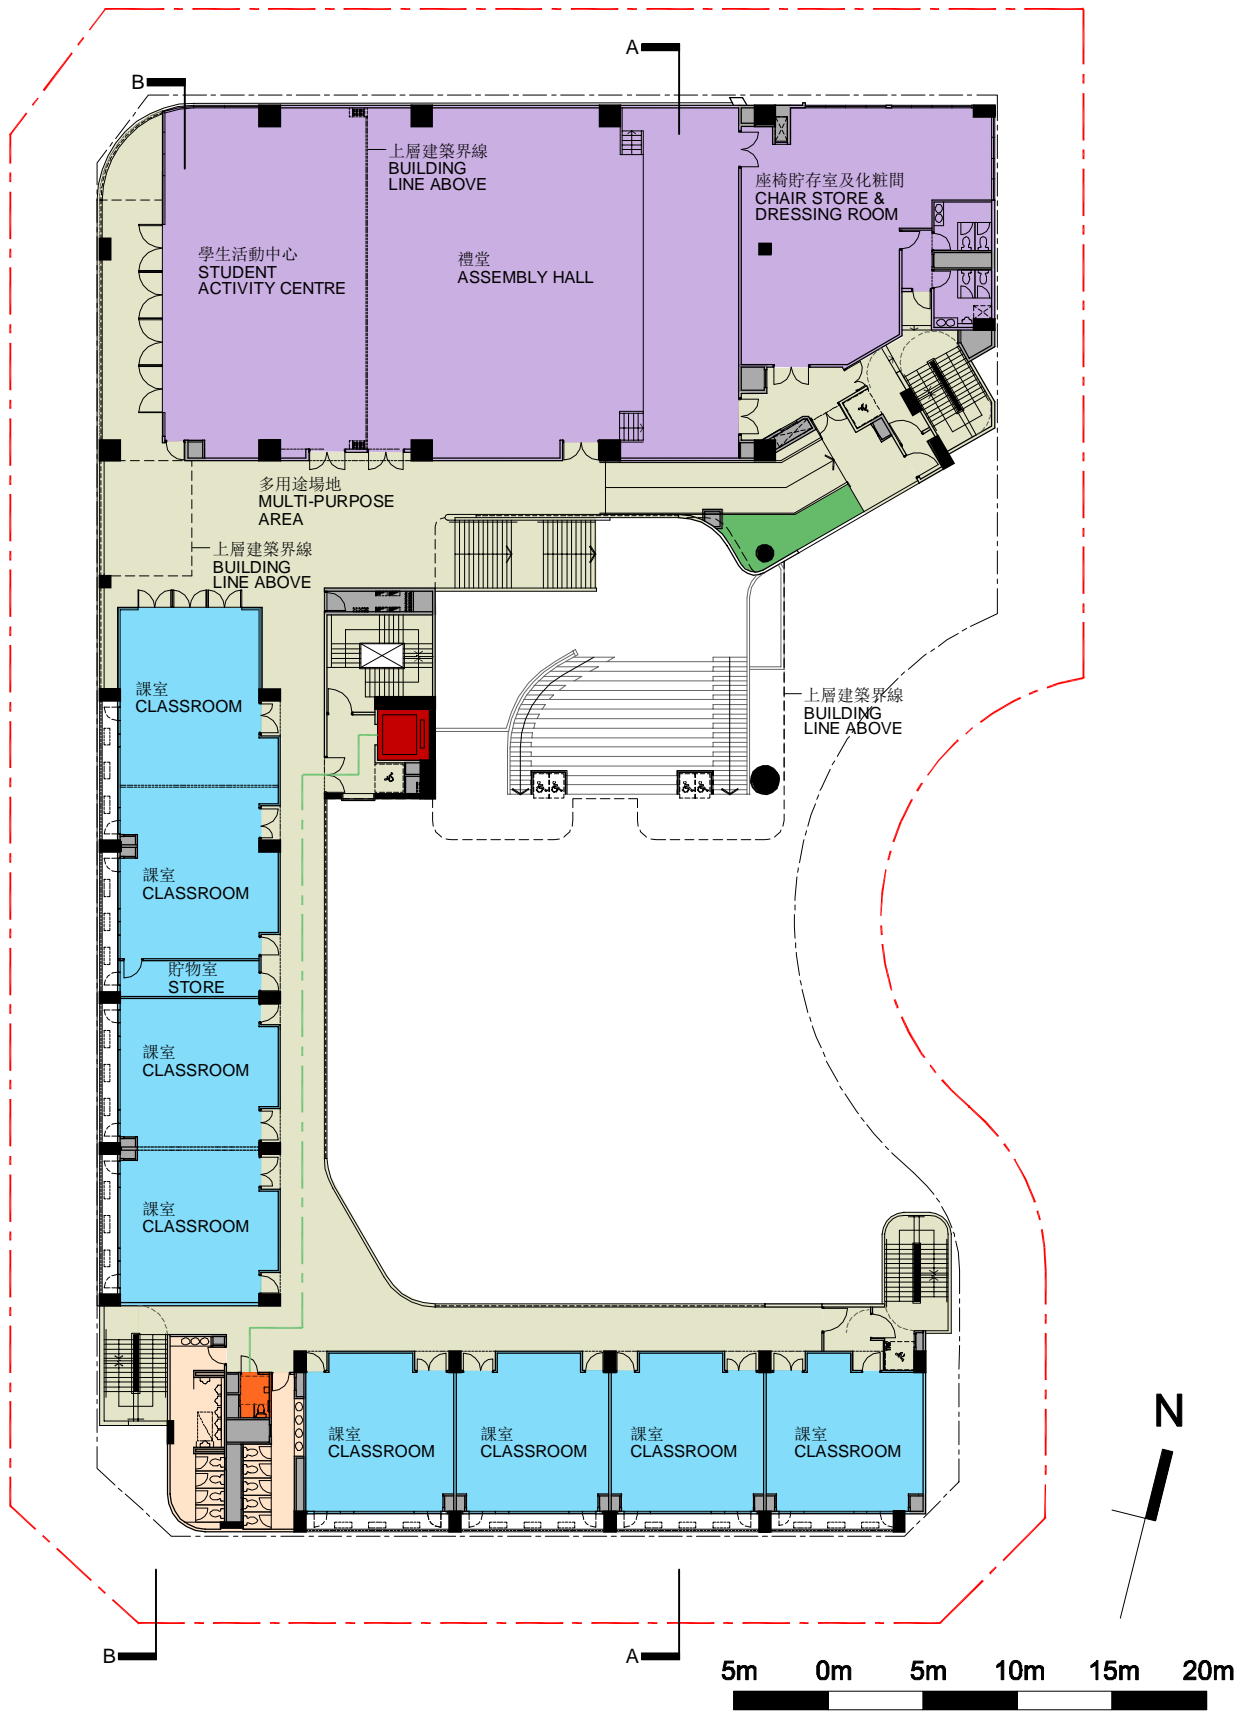 A
B
上層建築界線
BUILDING
LINE ABOVE
座椅貯存室及化粧間
CHAIR STORE &
DRESSING ROOM
學生活動中心
STUDENT
ACTIVITY CENTRE
禮堂
ASSEMBLY HALL
多用途場地
MULTI-PURPOSE
AREA
上層建築界線
BUILDING
LINE ABOVE
課室
CLASSROOM
上層建築界線
BUILDING
LINE ABOVE
課室
CLASSROOM
貯物室
STORE
課室
CLASSROOM
課室
CLASSROOM
課室
CLASSROOM
課室
CLASSROOM
課室
CLASSROOM
課室
CLASSROOM
N
B
A
5m 0m 5m 10m 15m 20m